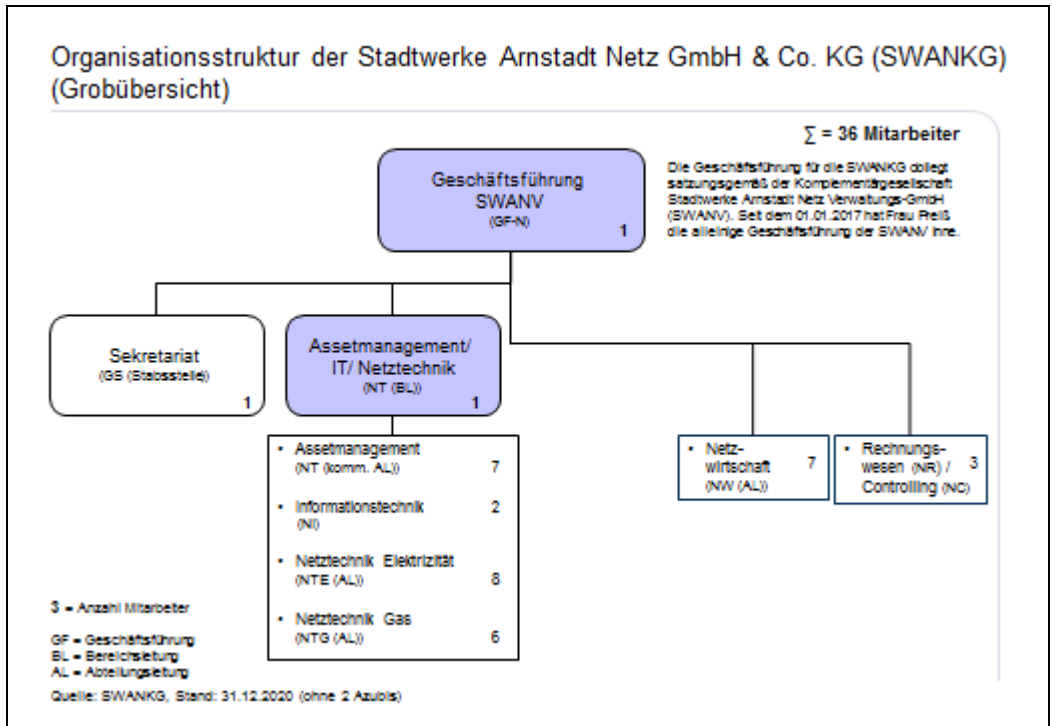 Organisationsstruktur der Stadtwerke Arnstadt Netz GmbH & Co. KG (SWANKG)
(Grobübersicht)
∑ = 36 Mitarbeiter
Die Geschäftsführung für die SWANKG obliegt
satzungsgemäß der Komplementärgesellschaft
Stadtwerke Arnstadt Netz Verwaltungs-GmbH
(SWANV). Seit dem 01.01.2017 hat Frau Preiß
die alleinige Geschäftsführung der SWANV inne.
Geschäftsführung
SWANV
(GF-N)
1
Sekretariat
(GS (Stabsstelle))
1
Assetmanagement/
IT/ Netztechnik
(NT (BL))
1
• Assetmanagement
(NT (komm. AL)) 7
• Informationstechnik 2
(NI)
• Netztechnik Elektrizität
(NTE (AL)) 8
• Netztechnik Gas
(NTG (AL)) 6
• Netz-
wirtschaft 7
(NW (AL))
• Rechnungs-
wesen (NR) / 3
Controlling (NC)
3 = Anzahl Mitarbeiter
GF = Geschäftsführung
BL = Bereichsleitung
AL = Abteilungsleitung
Quelle: SWANKG, Stand: 31.12.2020 (ohne 2 Azubis)